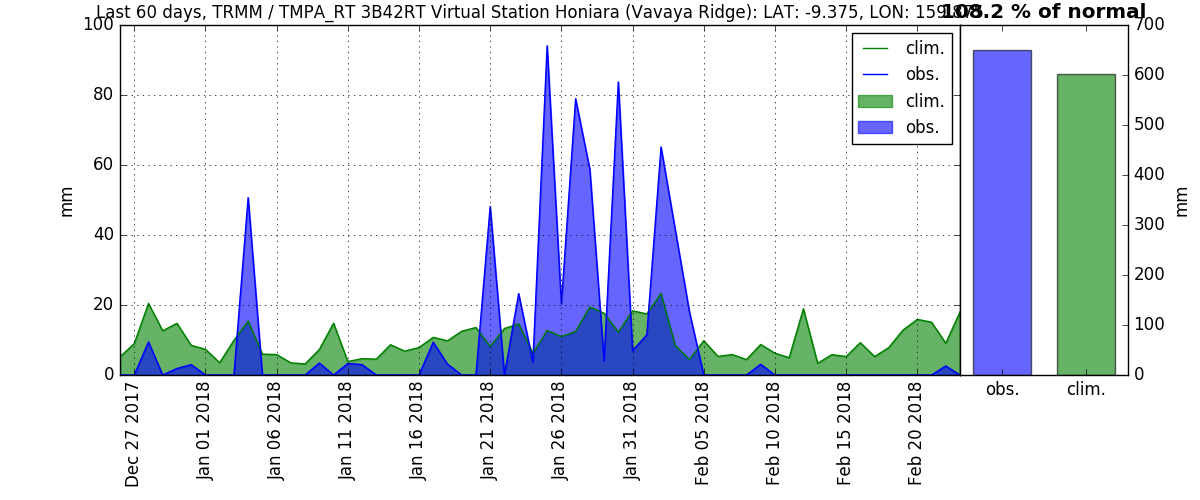 Last 60 days, TRMM / TMPA_RT 3B42RT Virtual Station Honiara (Vavaya Ridge): LAT: -9.375, LON:
108.2 % of normal
clim.
obs.
clim.
obs.
100
80
60
40
20
0
mm
700
600
500
400
300
200
100
0
mm
Dec 27 2017
Jan 01 2018
Jan 06 2018
Jan 11 2018
Jan 16 2018
Jan 21 2018
Jan 26 2018
Jan 31 2018
Feb 05 2018
Feb 10 2018
Feb 15 2018
Feb 20 2018
obs.
clim.